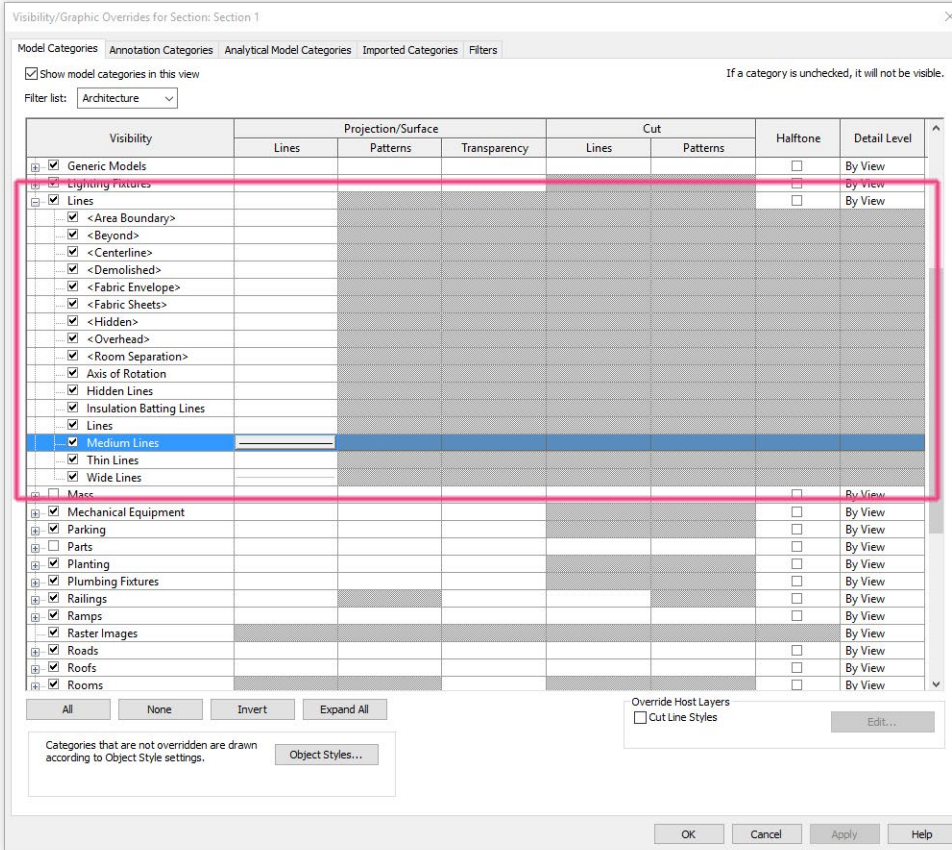 Visibility/Graphic Overrides for Section: Section 1
Model Categories Annotation Categories Analytical Model Categories Imported Categories Filters
Show model categories in this view
If a category is unchecked, it will not be visible.
Filter list: Architecture
Visibility Projection/Surface Cut Halftone Detail Level
Lines Patterns Transparency Lines Patterns
Generic Models By View
Lighting Fixtures By View
Lines By View
<Area Boundary>
<Beyond>
<Centerline>
<Demolished>
<Fabric Envelope>
<Fabric Sheets>
<Hidden>
<Overhead>
<Room Separation>
Axis of Rotation
Hidden Lines
Insulation Batting Lines
Lines
Medium Lines
Thin Lines
Wide Lines
Mass By View
Mechanical Equipment By View
Parking By View
Parts By View
Planting By View
Plumbing Fixtures By View
Railings By View
Ramps By View
Raster Images By View
Roads By View
Roofs By View
Rooms By View
All None Invert Expand All
Override Host Layers
Cut Line Styles Edit...
Categories that are not overridden are drawn
according to Object Style settings.
Object Styles...
OK Cancel Apply Help